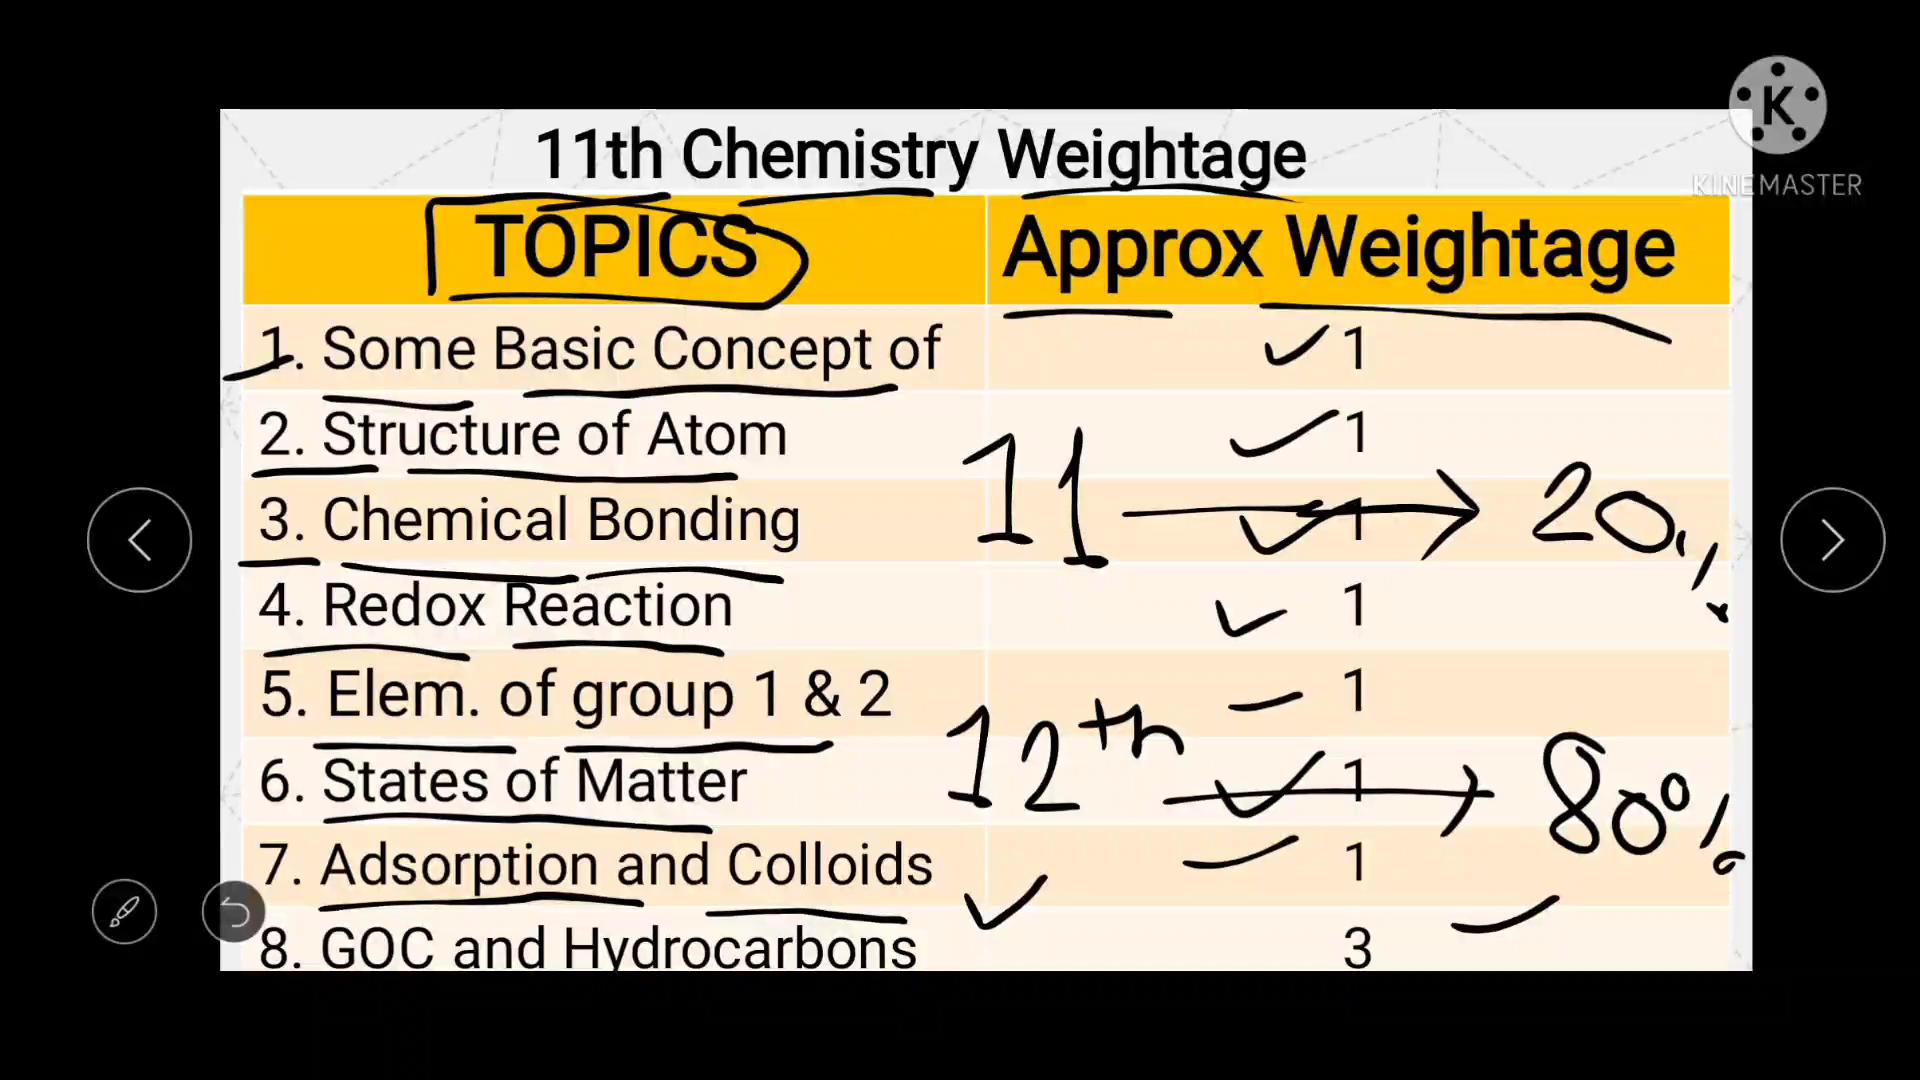 K
KINEMASTER
11th Chemistry Weightage
TOPICS Approx Weightage
1. Some Basic Concept of 1
2. Structure of Atom 1
11 → 20%
3. Chemical Bonding 1
4. Redox Reaction 1
5. Elem. of group 1 & 2 1
12th → 80%
6. States of Matter 1
7. Adsorption and Colloids 1
8. GOC and Hydrocarbons 3